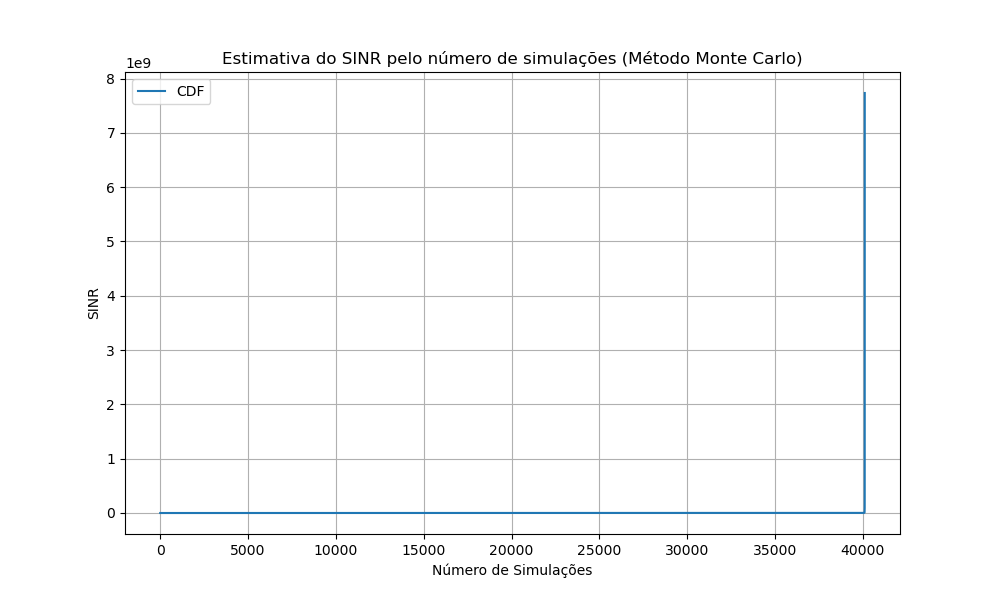 Estimativa do SINR pelo número de simulações (Método Monte Carlo)
1e9
CDF
8
7
6
5
4
3
2
1
0
SINR
0 5000 10000 15000 20000 25000 30000 35000 40000
Número de Simulações